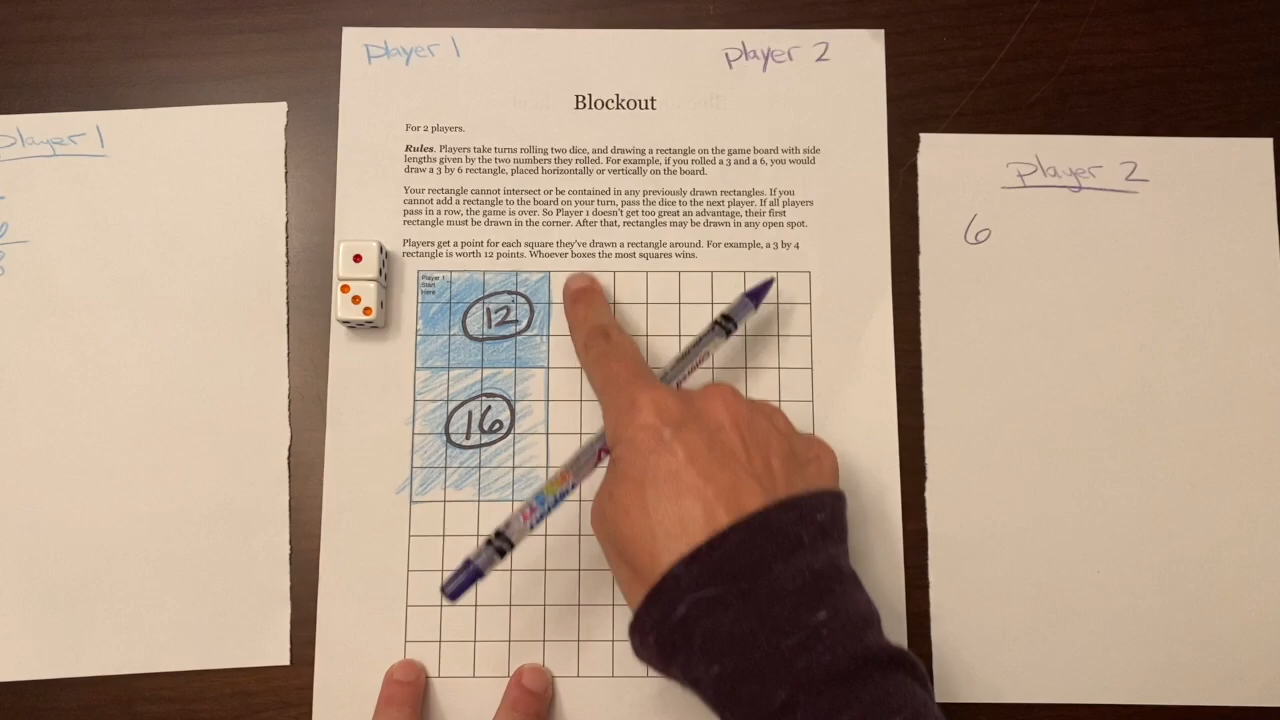 Player 1
Player 2
Blockout
For 2 players.
Rules. Players take turns rolling two dice, and drawing a rectangle on the game board with side
lengths given by the two numbers they rolled. For example, if you rolled a 3 and a 6, you would
draw a 3 by 6 rectangle, placed horizontally or vertically on the board.
Your rectangle cannot intersect or be contained in any previously drawn rectangles. If you
cannot add a rectangle to the board on your turn, pass the dice to the next player. If all players
pass in a row, the game is over. So Player 1 doesn't get too great an advantage, their first
rectangle must be drawn in the corner. After that, rectangles may be drawn in any open spot.
Players get a point for each square they've drawn a rectangle around. For example, a 3 by 4
rectangle is worth 12 points. Whoever boxes the most squares wins.
Player 1
Start
Here
12
16
player 1
player 2
6